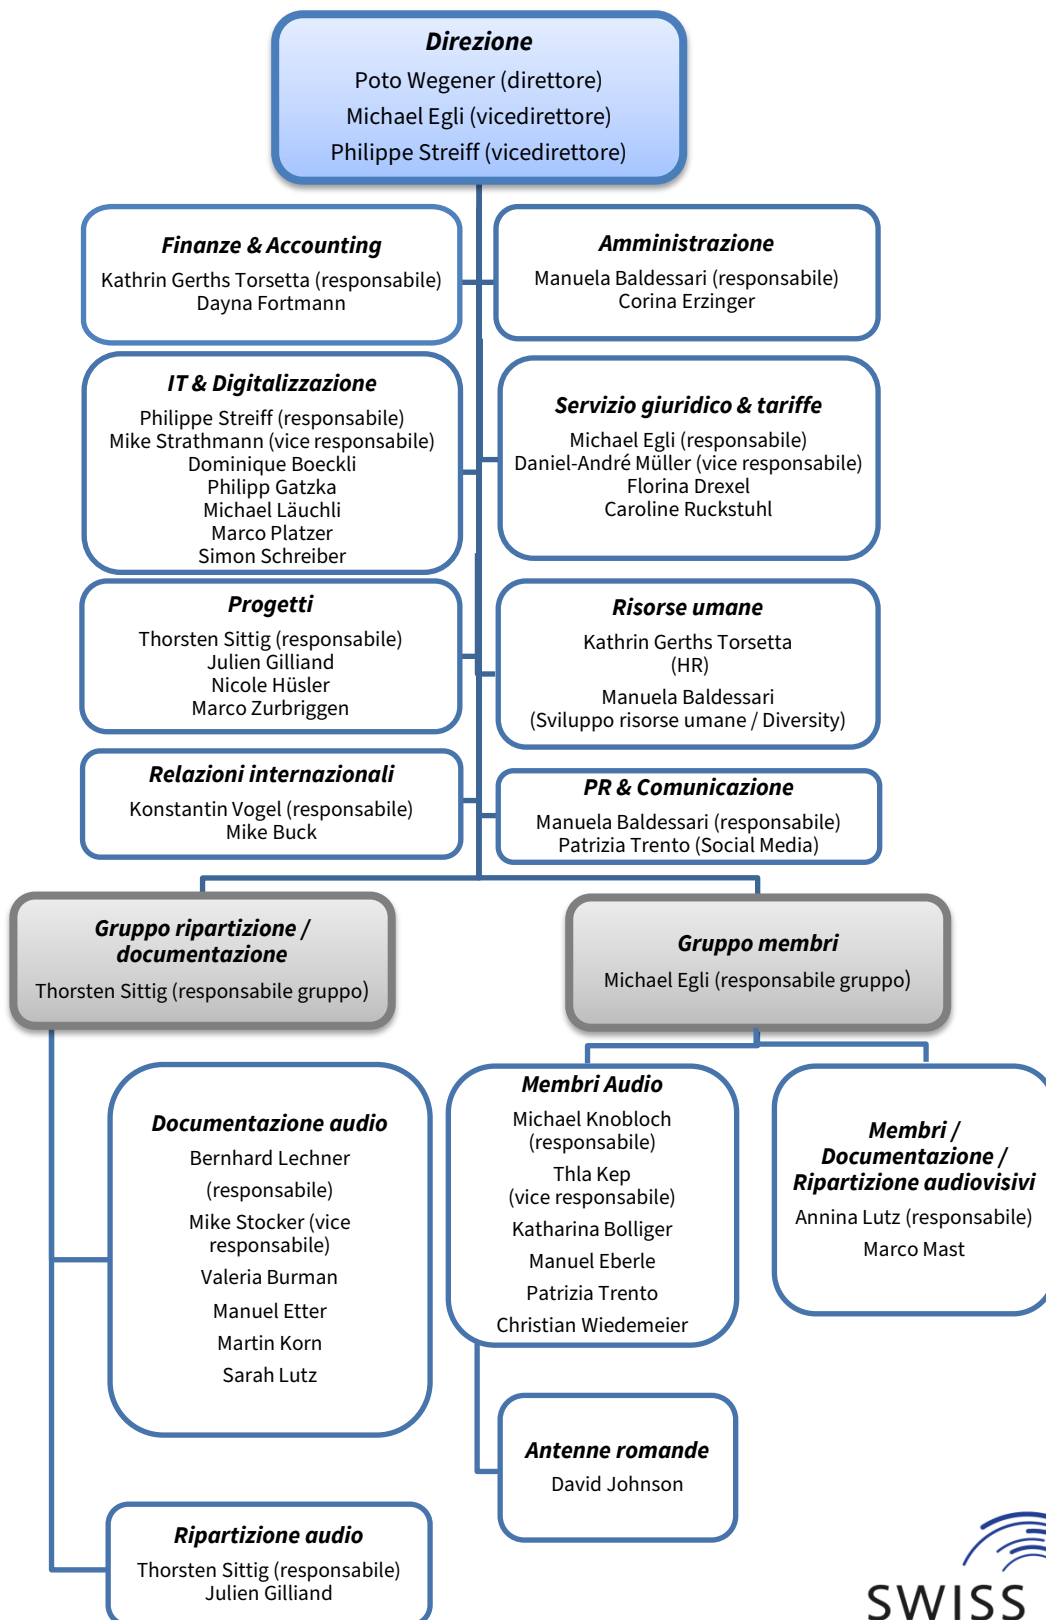 Direzione
Poto Wegener (direttore)
Michael Egli (vicedirettore)
Philippe Streiff (vicedirettore)
Finanze & Accounting
Kathrin Gerths Torsetta (responsabile)
Dayna Fortmann
Amministrazione
Manuela Baldessari (responsabile)
Corina Erzinger
IT & Digitalizzazione
Philippe Streiff (responsabile)
Mike Strathmann (vice responsabile)
Dominique Boeckli
Philipp Gatzka
Michael Läuchli
Marco Platzer
Simon Schreiber
Servizio giuridico & tariffe
Michael Egli (responsabile)
Daniel-André Müller (vice responsabile)
Florina Drexel
Caroline Ruckstuhl
Progetti
Thorsten Sittig (responsabile)
Julien Gilliand
Nicole Hüsler
Marco Zurbriggen
Risorse umane
Kathrin Gerths Torsetta
(HR)
Manuela Baldessari
(Sviluppo risorse umane / Diversity)
Relazioni internazionali
Konstantin Vogel (responsabile)
Mike Buck
PR & Comunicazione
Manuela Baldessari (responsabile)
Patrizia Trento (Social Media)
Gruppo ripartizione /
documentazione
Thorsten Sittig (responsabile gruppo)
Gruppo membri
Michael Egli (responsabile gruppo)
Documentazione audio
Bernhard Lechner
(responsabile)
Mike Stocker (vice
responsabile)
Valeria Burman
Manuel Etter
Martin Korn
Sarah Lutz
Membri Audio
Michael Knobloch
(responsabile)
Thla Kep
(vice responsabile)
Katharina Bolliger
Manuel Eberle
Patrizia Trento
Christian Wiedemeier
Membri /
Documentazione /
Ripartizione audiovisivi
Annina Lutz (responsabile)
Marco Mast
Antenne romande
David Johnson
Ripartizione audio
Thorsten Sittig (responsabile)
Julien Gilliand
SWISS